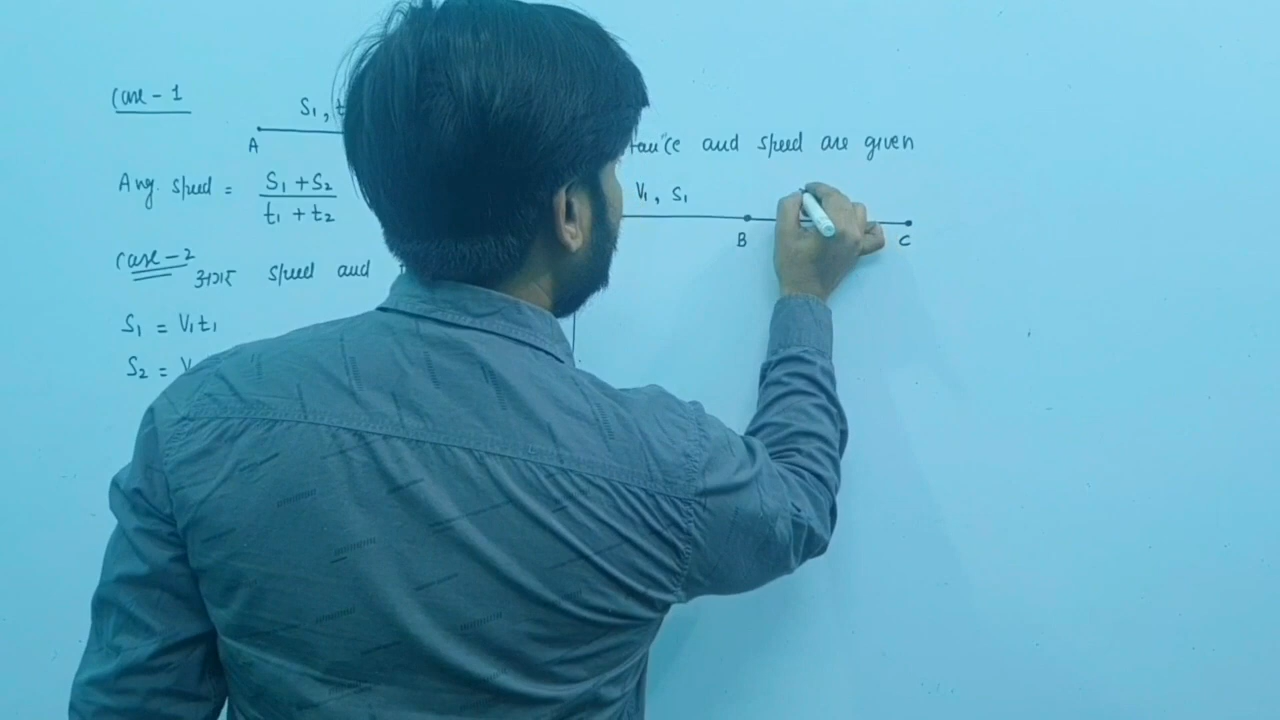 Case - 1
S₁, t
A
Avg. speed = (S₁ + S₂) / (t₁ + t₂)
Case - 2
अगर speed and
S₁ = V₁t₁
S₂ = V
tance and speed are given
V₁, S₁
B
C